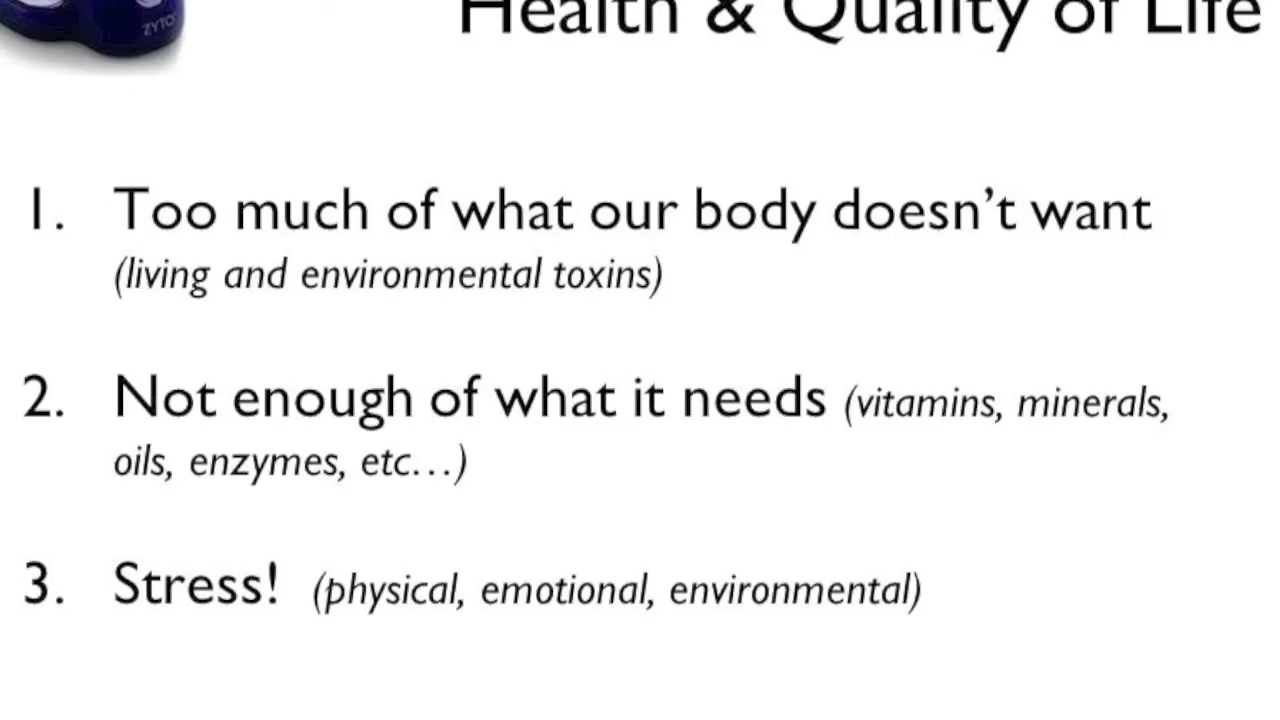 ZYTO
Health & Quality of Life
1. Too much of what our body doesn't want
(living and environmental toxins)
2. Not enough of what it needs (vitamins, minerals,
oils, enzymes, etc...)
3. Stress! (physical, emotional, environmental)